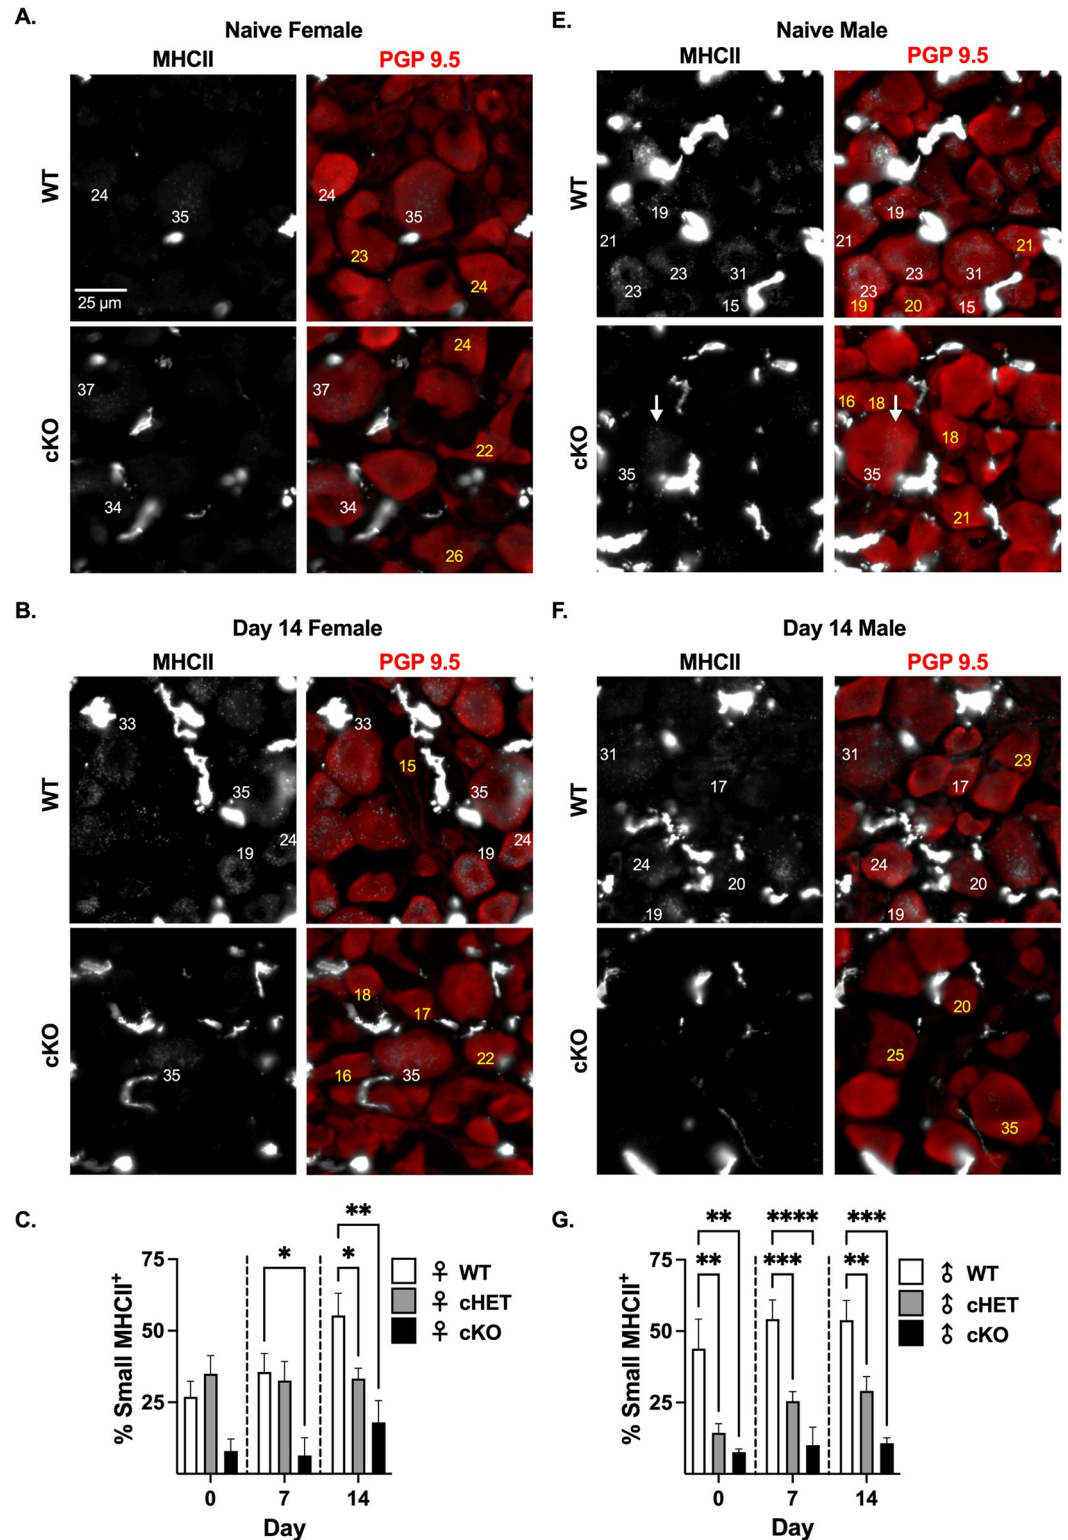 A.
Naive Female
MHCII PGP 9.5
WT
24 35
25 µm
24 35 23 24
cKO
37 34
24 37 22 34 26
B.
Day 14 Female
MHCII PGP 9.5
WT
33 35 24 19
33 15 35 24 19
cKO
35
18 17 22 16 35
C.
** 
* *
75
50
25
% Small MHCII+
0 7 14
Day
♀ WT
♀ cHET
♀ cKO
E.
Naive Male
MHCII PGP 9.5
WT
19 21 23 31 23 15
19 21 21 23 31 23 19 20 15
cKO
35
16 18 18 35 21
F.
Day 14 Male
MHCII PGP 9.5
WT
31 17 24 20 19
31 23 17 24 20 19
cKO
20 25 35
G.
** **** ***
** *** **
75
50
25
% Small MHCII+
0 7 14
Day
♂ WT
♂ cHET
♂ cKO